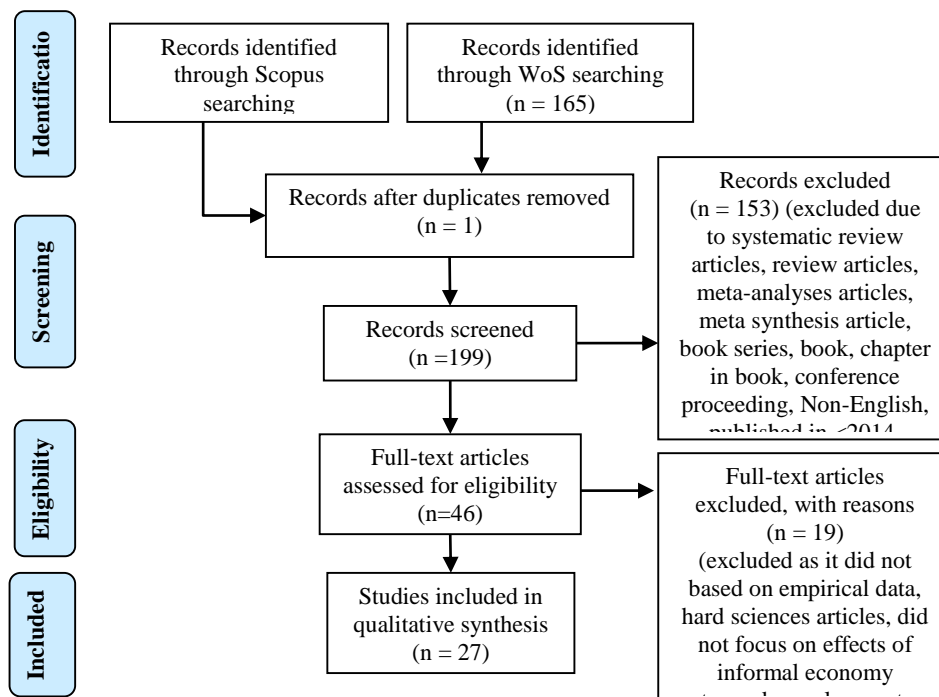 Identificatio
Records identified
through Scopus
searching
Records identified
through WoS searching
(n = 165)
Records after duplicates removed
(n = 1)
Screening
Records screened
(n =199)
Records excluded
(n = 153) (excluded due
to systematic review
articles, review articles,
meta-analyses articles,
meta synthesis article,
book series, book, chapter
in book, conference
proceeding, Non-English,
published in <2014
Eligibility
Full-text articles
assessed for eligibility
(n=46)
Full-text articles
excluded, with reasons
(n = 19)
(excluded as it did not
based on empirical data,
hard sciences articles, did
not focus on effects of
informal economy
Included
Studies included in
qualitative synthesis
(n = 27)